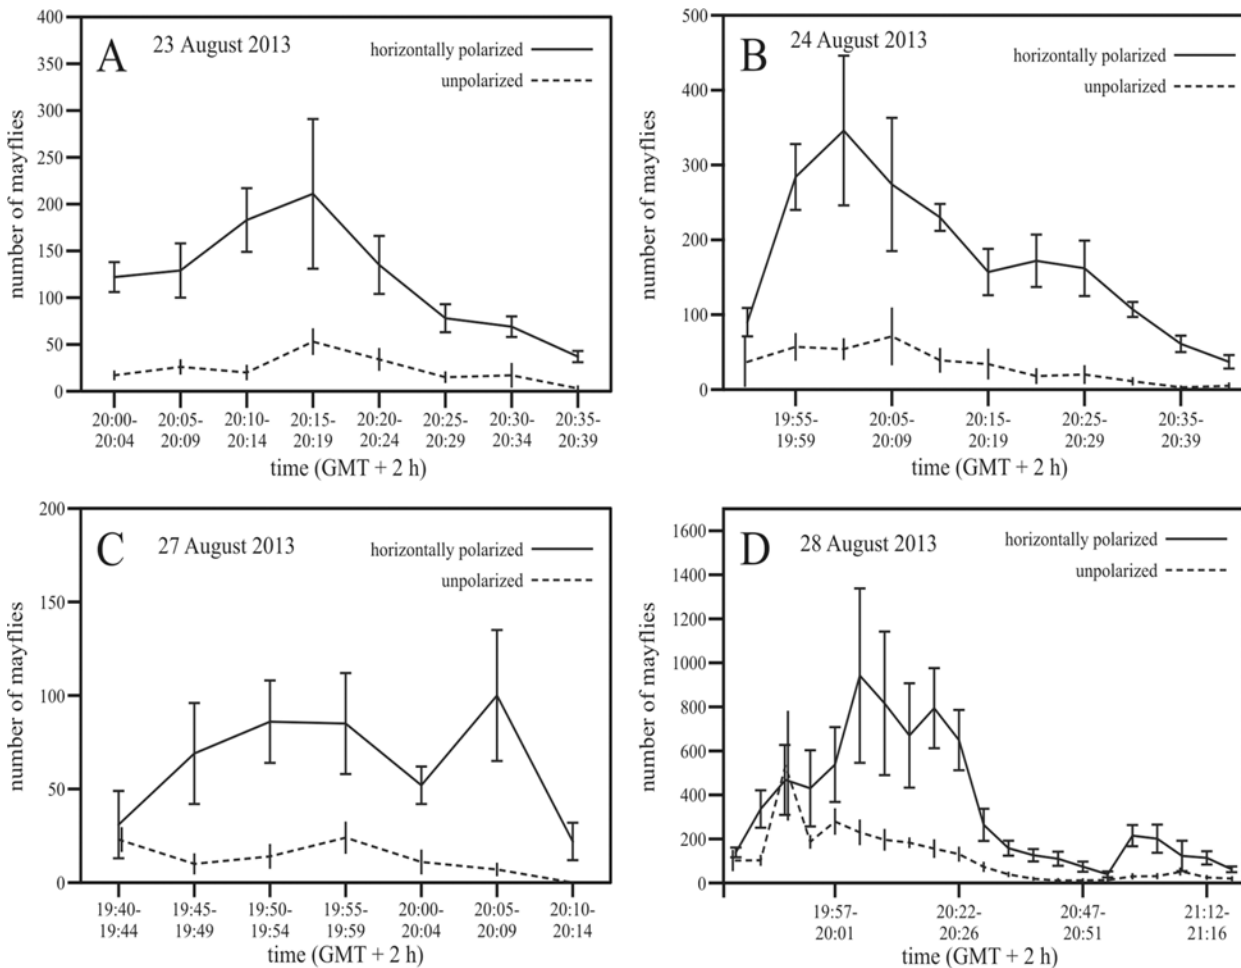 A 23 August 2013
horizontally polarized
unpolarized
number of mayflies
400
350
300
250
200
150
100
50
0
20:00- 20:05- 20:10- 20:15- 20:20- 20:25- 20:30- 20:35-
20:04 20:09 20:14 20:19 20:24 20:29 20:34 20:39
time (GMT + 2 h)
B 24 August 2013
horizontally polarized
unpolarized
number of mayflies
500
400
300
200
100
0
19:55- 20:05- 20:15- 20:25- 20:35-
19:59 20:09 20:19 20:29 20:39
time (GMT + 2 h)
C 27 August 2013
horizontally polarized
unpolarized
number of mayflies
200
150
100
50
0
19:40- 19:45- 19:50- 19:55- 20:00- 20:05- 20:10-
19:44 19:49 19:54 19:59 20:04 20:09 20:14
time (GMT + 2 h)
D 28 August 2013
horizontally polarized
unpolarized
number of mayflies
1600
1400
1200
1000
800
600
400
200
0
19:57- 20:22- 20:47- 21:12-
20:01 20:26 20:51 21:16
time (GMT + 2 h)